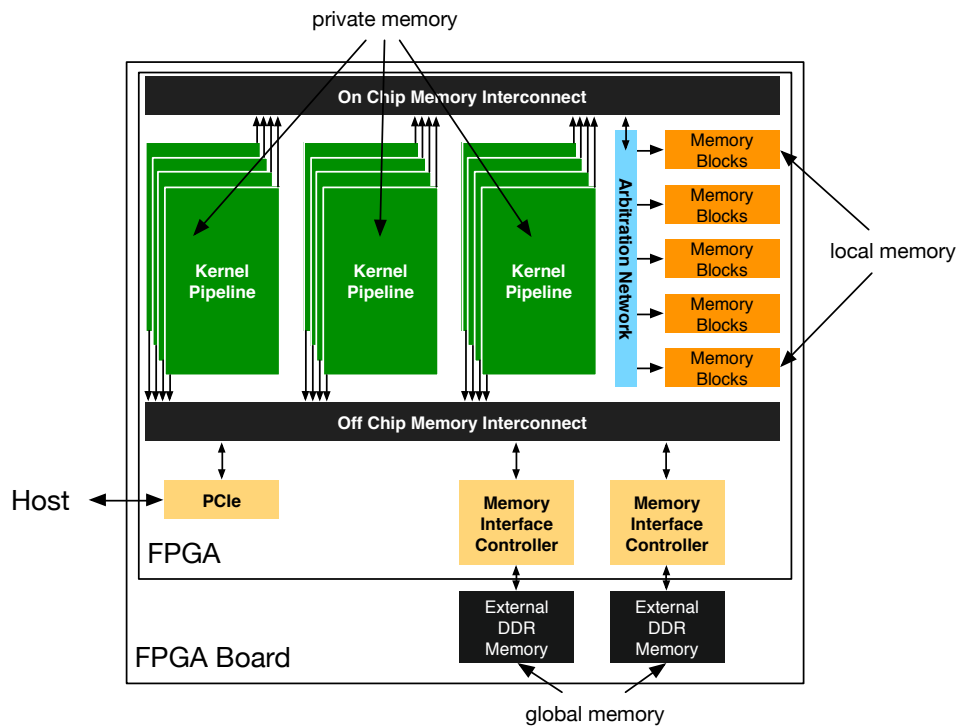 private memory
On Chip Memory Interconnect
Kernel
Pipeline
Kernel
Pipeline
Kernel
Pipeline
Arbitration Network
Memory
Blocks
Memory
Blocks
Memory
Blocks
Memory
Blocks
Memory
Blocks
local memory
Off Chip Memory Interconnect
Host
PCIe
Memory
Interface
Controller
Memory
Interface
Controller
FPGA
External
DDR
Memory
External
DDR
Memory
FPGA Board
global memory